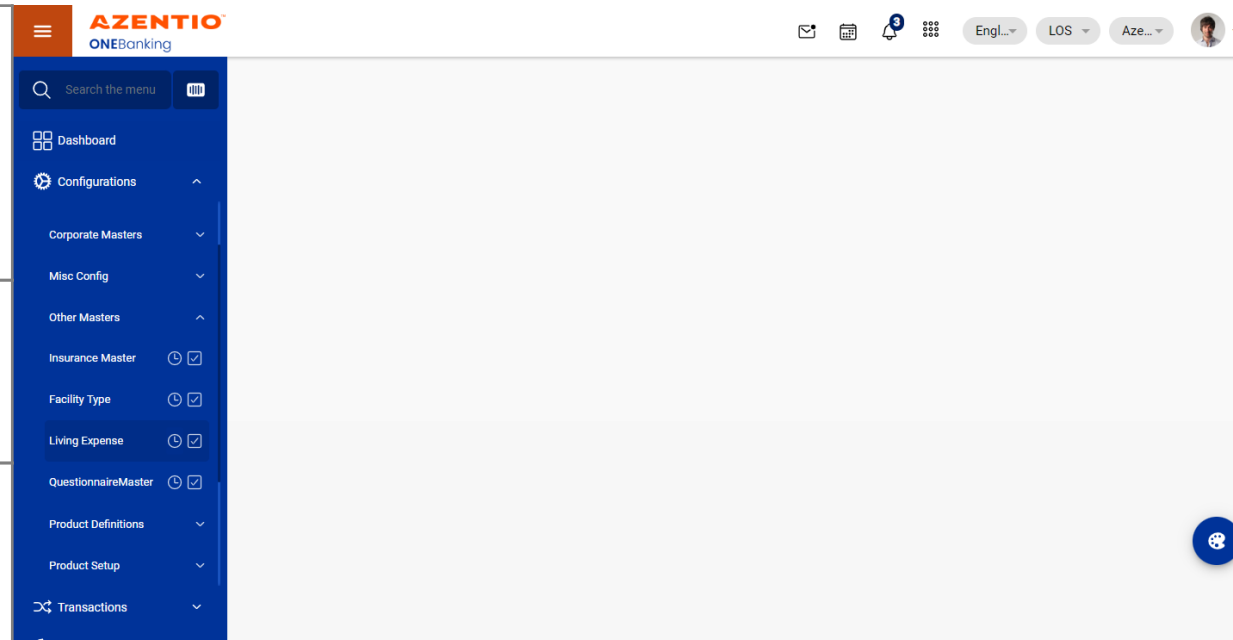 AZENTIO
ONEBanking
3
Engl...
LOS
Aze...
Search the menu
Dashboard
Configurations
Corporate Masters
Misc Config
Other Masters
Insurance Master
Facility Type
Living Expense
QuestionnaireMaster
Product Definitions
Product Setup
Transactions